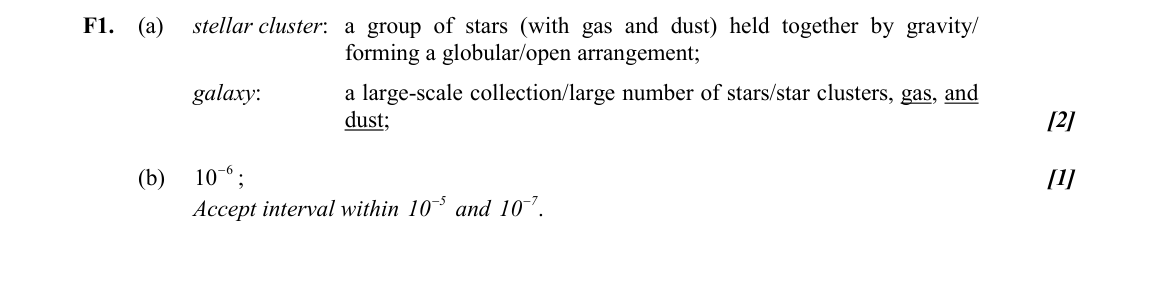 F1. (a) stellar cluster: a group of stars (with gas and dust) held together by gravity/
forming a globular/open arrangement;
galaxy: a large-scale collection/large number of stars/star clusters, gas, and
dust; [2]
(b) 10⁻⁶ ; [1]
Accept interval within 10⁻⁵ and 10⁻⁷.